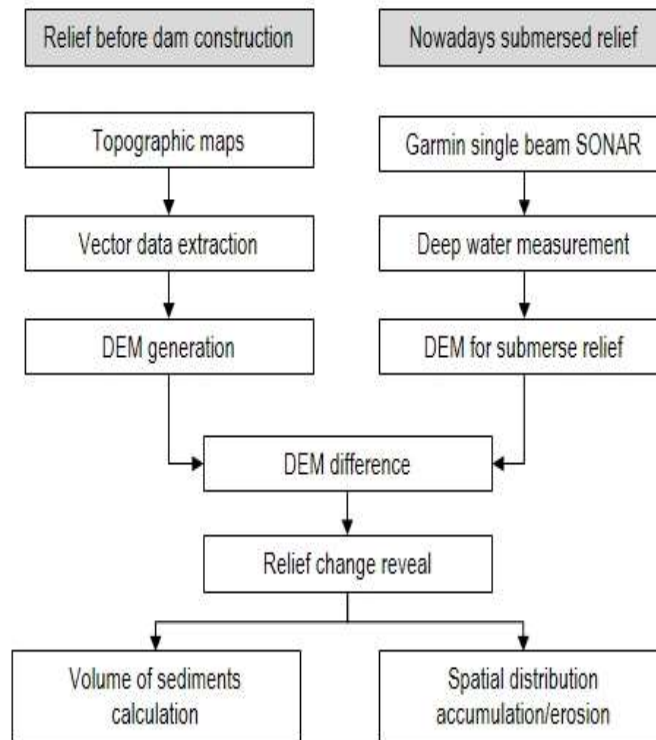 Relief before dam construction
Nowadays submersed relief
Topographic maps
Garmin single beam SONAR
Vector data extraction
Deep water measurement
DEM generation
DEM for submerse relief
DEM difference
Relief change reveal
Volume of sediments
calculation
Spatial distribution
accumulation/erosion